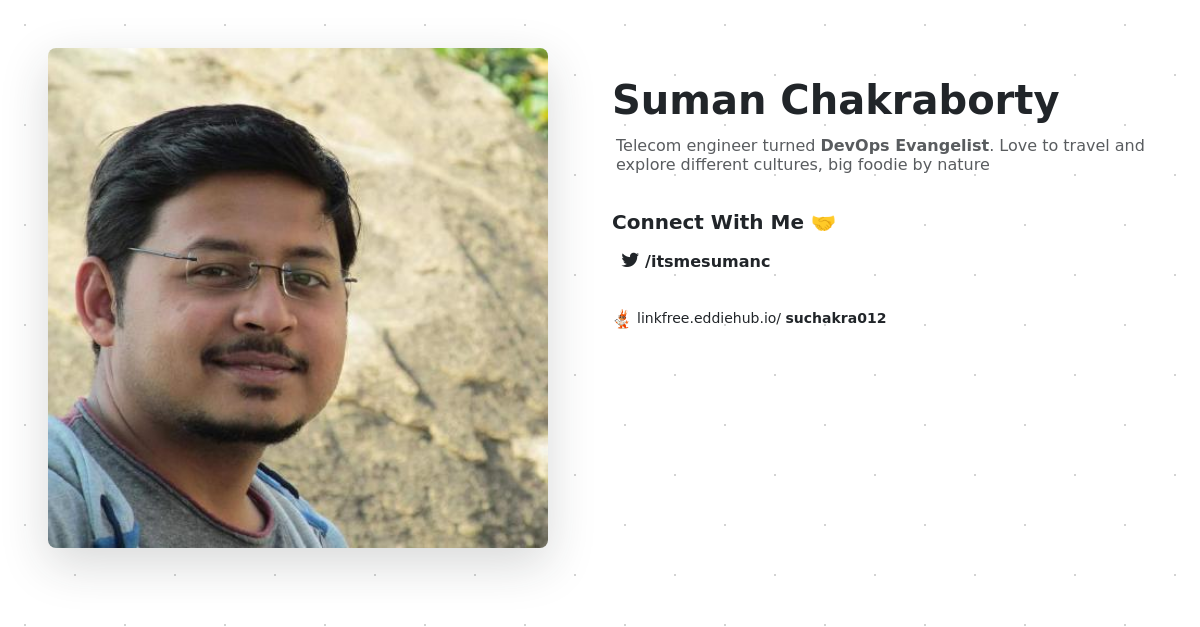 Suman Chakraborty
Telecom engineer turned DevOps Evangelist. Love to travel and
explore different cultures, big foodie by nature
Connect With Me 🤝
/itsmesumanc
linkfree.eddiehub.io/ suchakra012